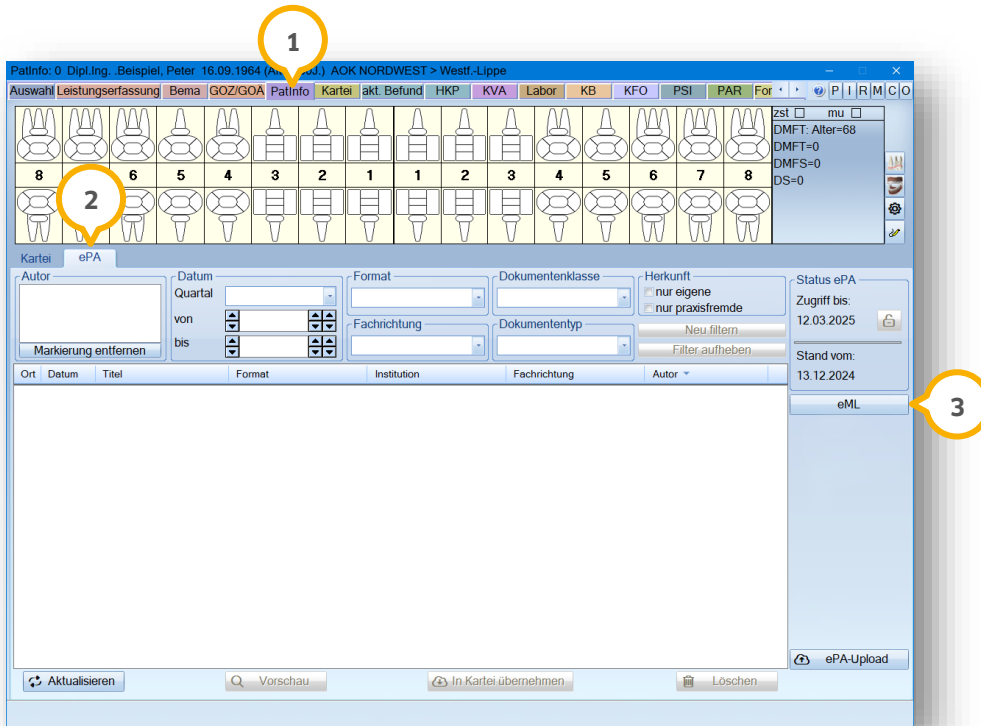 1
PatInfo: 0 Dipl.Ing. .Beispiel, Peter 16.09.1964 AOK NORDWEST > Westf.-Lippe
Auswahl Leistungserfassung Bema GOZ/GOÄ PatInfo Kartei akt. Befund HKP KVA Labor KB KFO PSI PAR For P I R M C O
zst mu
DMFT: Alter=68
DMFT=0
DMFS=0
DS=0
8 6 5 4 3 2 1 1 2 3 4 5 6 7 8
2
Kartei ePA
Autor Datum Format Dokumentenklasse Herkunft Status ePA
Quartal nur eigene Zugriff bis:
von nur praxisfremde 12.03.2025
Fachrichtung Dokumententyp Neu filtern
bis Filter aufheben
Markierung entfernen Stand vom:
Ort Datum Titel Format Institution Fachrichtung Autor 13.12.2024
eML
3
ePA-Upload
Aktualisieren Vorschau In Kartei übernehmen Löschen